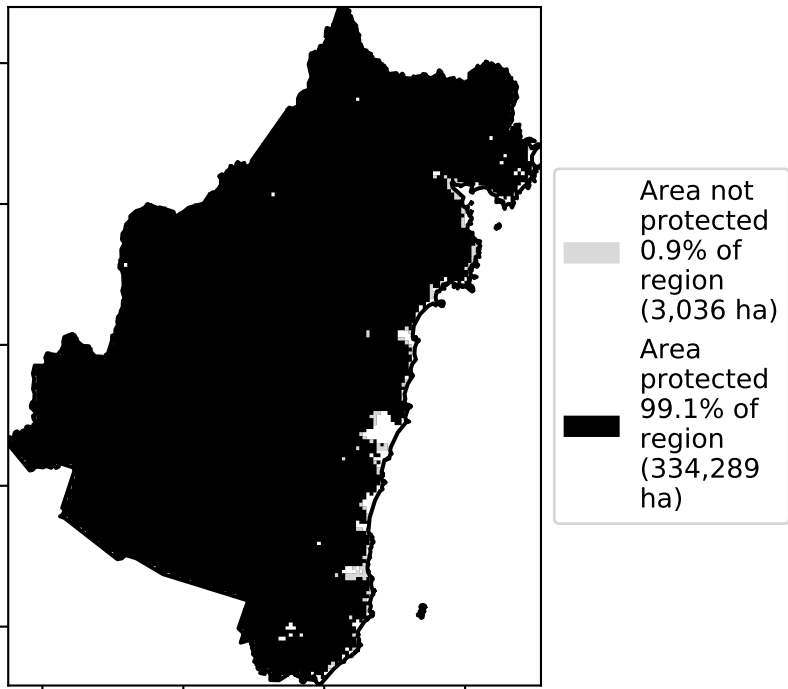 Area not
protected
0.9% of
region
(3,036 ha)
Area
protected
99.1% of
region
(334,289
ha)